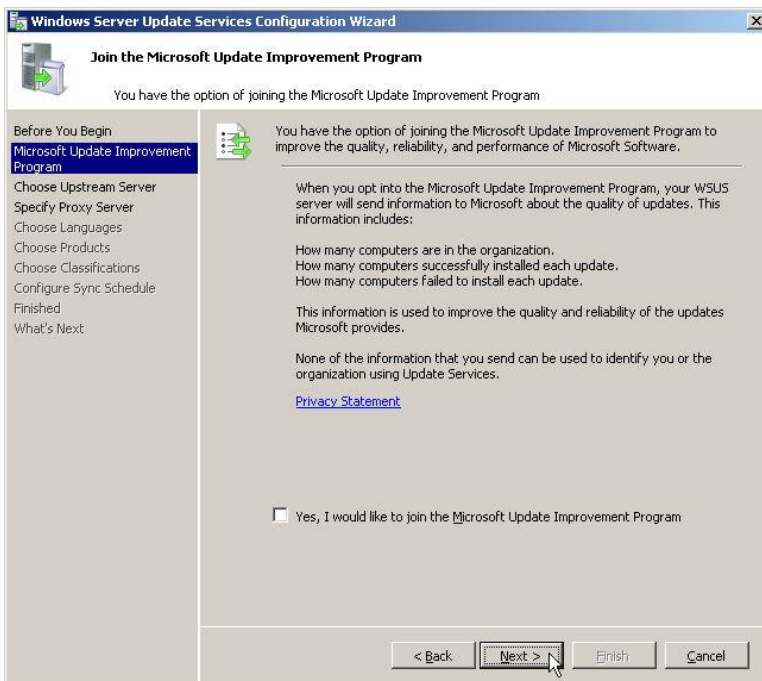 Windows Server Update Services Configuration Wizard
Join the Microsoft Update Improvement Program
You have the option of joining the Microsoft Update Improvement Program
Before You Begin
Microsoft Update Improvement
Program
Choose Upstream Server
Specify Proxy Server
Choose Languages
Choose Products
Choose Classifications
Configure Sync Schedule
Finished
What's Next
You have the option of joining the Microsoft Update Improvement Program to
improve the quality, reliability, and performance of Microsoft Software.
When you opt into the Microsoft Update Improvement Program, your WSUS
server will send information to Microsoft about the quality of updates. This
information includes:
How many computers are in the organization.
How many computers successfully installed each update.
How many computers failed to install each update.
This information is used to improve the quality and reliability of the updates
Microsoft provides.
None of the information that you send can be used to identify you or the
organization using Update Services.
Privacy Statement
Yes, I would like to join the Microsoft Update Improvement Program
< Back Next > Finish Cancel